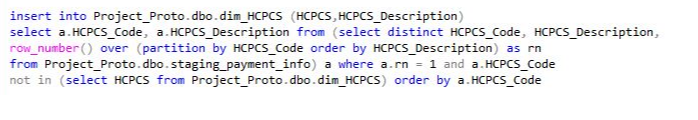 insert into Project_Proto.dbo.dim_HCPCS (HCPCS,HCPCS_Description)
select a.HCPCS_Code, a.HCPCS_Description from (select distinct HCPCS_Code, HCPCS_Description,
row_number() over (partition by HCPCS_Code order by HCPCS_Description) as rn
from Project_Proto.dbo.staging_payment_info) a where a.rn = 1 and a.HCPCS_Code
not in (select HCPCS from Project_Proto.dbo.dim_HCPCS) order by a.HCPCS_Code